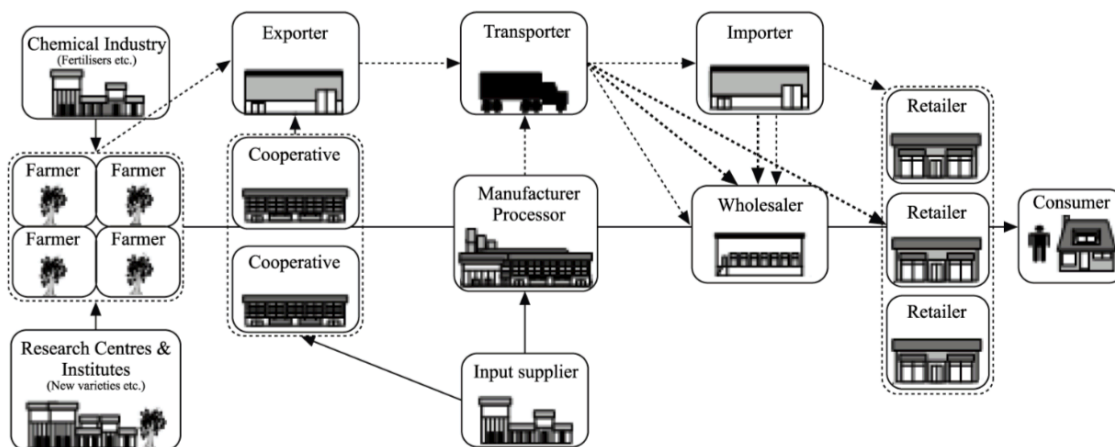 Chemical Industry
(Fertilisers etc.)
Exporter
Transporter
Importer
Retailer
Farmer
Farmer
Cooperative
Manufacturer
Processor
Wholesaler
Retailer
Consumer
Farmer
Farmer
Cooperative
Retailer
Research Centres &
Institutes
(New varieties etc.)
Input supplier